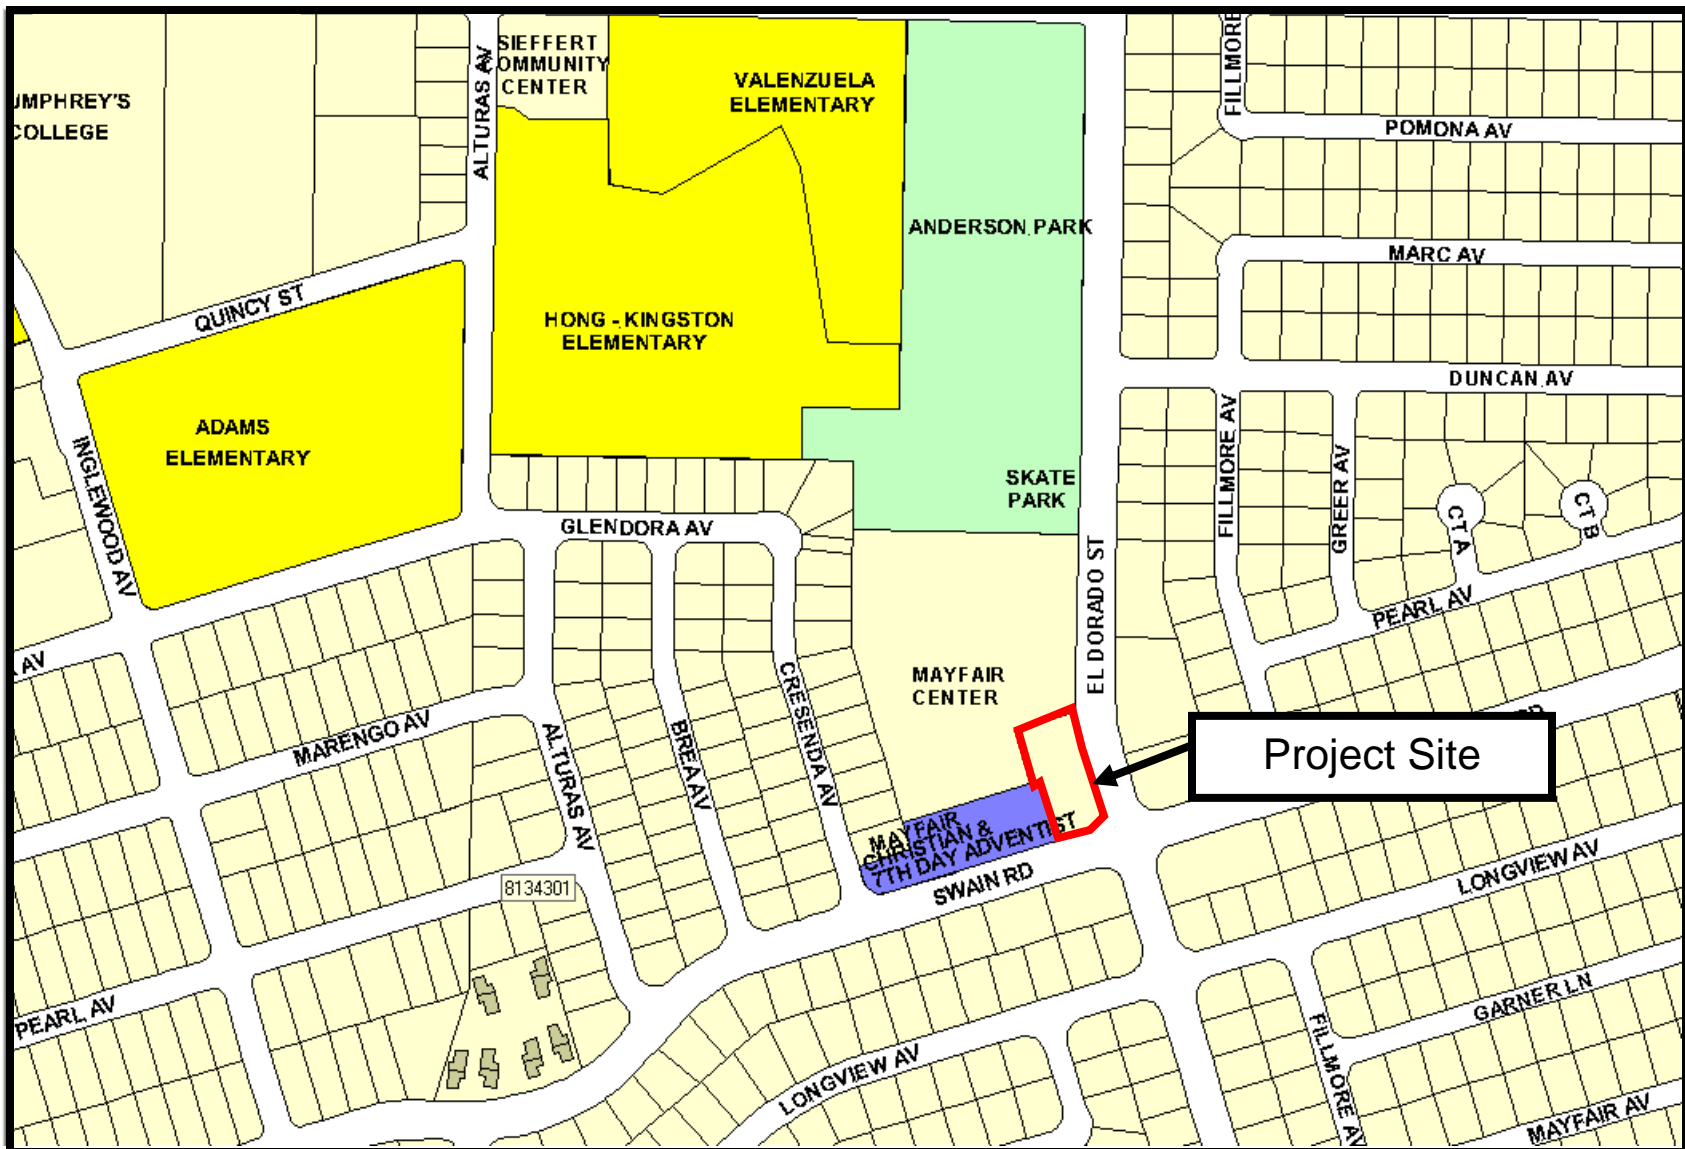 SIEFFERT
OMMUNITY
CENTER
VALENZUELA
ELEMENTARY
UMPHREY'S
COLLEGE
ALTURAS AV
FILLMORE
POMONA AV
ANDERSON PARK
MARC AV
QUINCY ST
HONG - KINGSTON
ELEMENTARY
DUNCAN AV
ADAMS
ELEMENTARY
INGLEWOOD AV
SKATE
PARK
FILLMORE AV
GREER AV
CT A
CT B
GLENDORA AV
EL DORADO ST
PEARL AV
AV
MAYFAIR
CENTER
CRESENDA AV
MARENGO AV
ALTURAS AV
BREA AV
RD
Project Site
MAYFAIR
CHRISTIAN &
7TH DAY ADVENTIST
SWAIN RD
8134301
LONGVIEW AV
PEARL AV
GARNER LN
FILLMORE AV
LONGVIEW AV
MAYFAIR AV